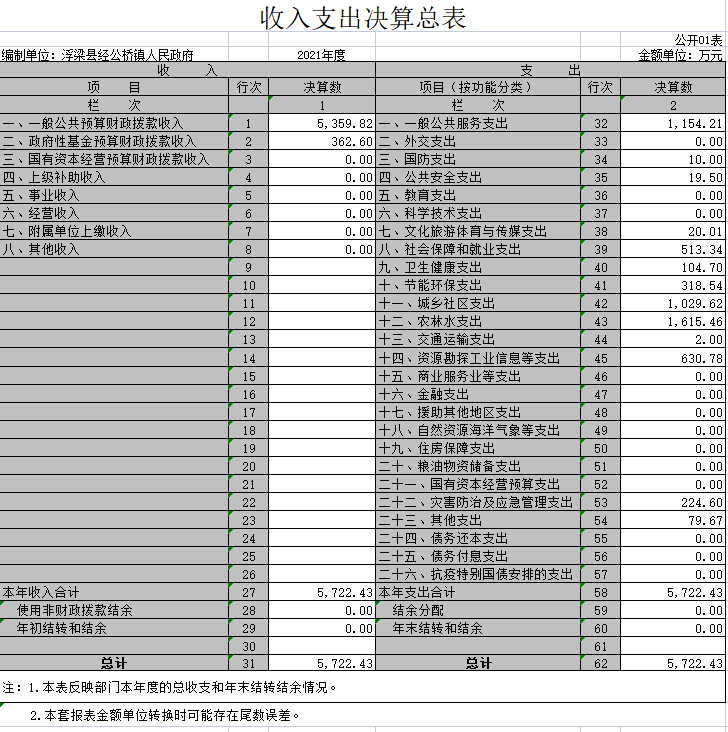 收入支出决算总表
公开01表
编制单位：浮梁县经公桥镇人民政府 2021年度 金额单位：万元
收 入 支 出
项 目 行次 决算数 项目（按功能分类） 行次 决算数
栏 次 1 栏 次 2
一、一般公共预算财政拨款收入 1 5,359.82 一、一般公共服务支出 32 1,154.21
二、政府性基金预算财政拨款收入 2 362.60 二、外交支出 33 0.00
三、国有资本经营预算财政拨款收入 3 0.00 三、国防支出 34 10.00
四、上级补助收入 4 0.00 四、公共安全支出 35 19.50
五、事业收入 5 0.00 五、教育支出 36 0.00
六、经营收入 6 0.00 六、科学技术支出 37 0.00
七、附属单位上缴收入 7 0.00 七、文化旅游体育与传媒支出 38 20.01
八、其他收入 8 0.00 八、社会保障和就业支出 39 513.34
9 九、卫生健康支出 40 104.70
10 十、节能环保支出 41 318.54
11 十一、城乡社区支出 42 1,029.62
12 十二、农林水支出 43 1,615.46
13 十三、交通运输支出 44 2.00
14 十四、资源勘探工业信息等支出 45 630.78
15 十五、商业服务业等支出 46 0.00
16 十六、金融支出 47 0.00
17 十七、援助其他地区支出 48 0.00
18 十八、自然资源海洋气象等支出 49 0.00
19 十九、住房保障支出 50 0.00
20 二十、粮油物资储备支出 51 0.00
21 二十一、国有资本经营预算支出 52 0.00
22 二十二、灾害防治及应急管理支出 53 224.60
23 二十三、其他支出 54 79.67
24 二十四、债务还本支出 55 0.00
25 二十五、债务付息支出 56 0.00
26 二十六、抗疫特别国债安排的支出 57 0.00
本年收入合计 27 5,722.43 本年支出合计 58 5,722.43
使用非财政拨款结余 28 0.00 结余分配 59 0.00
年初结转和结余 29 0.00 年末结转和结余 60 0.00
30 61
总计 31 5,722.43 总计 62 5,722.43
注：1.本表反映部门本年度的总收支和年末结转结余情况。
2.本套报表金额单位转换时可能存在尾数误差。